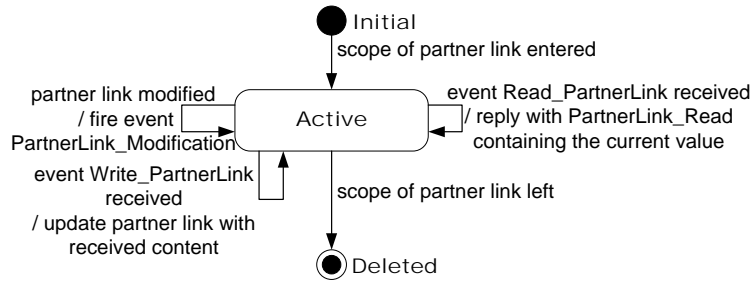 Initial
scope of partner link entered
partner link modified
/ fire event
PartnerLink_Modification
Active
event Read_PartnerLink received
/ reply with PartnerLink_Read
containing the current value
event Write_PartnerLink
received
/ update partner link with
received content
scope of partner link left
Deleted